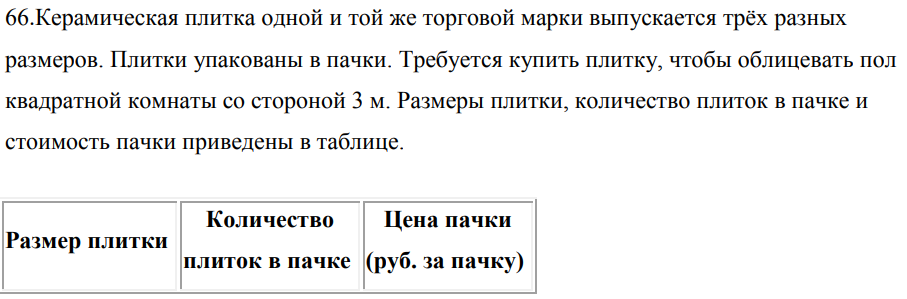 66.Керамическая плитка одной и той же торговой марки выпускается трёх разных
размеров. Плитки упакованы в пачки. Требуется купить плитку, чтобы облицевать пол
квадратной комнаты со стороной 3 м. Размеры плитки, количество плиток в пачке и
стоимость пачки приведены в таблице.
Размер плитки
Количество
плиток в пачке
Цена пачки
(руб. за пачку)